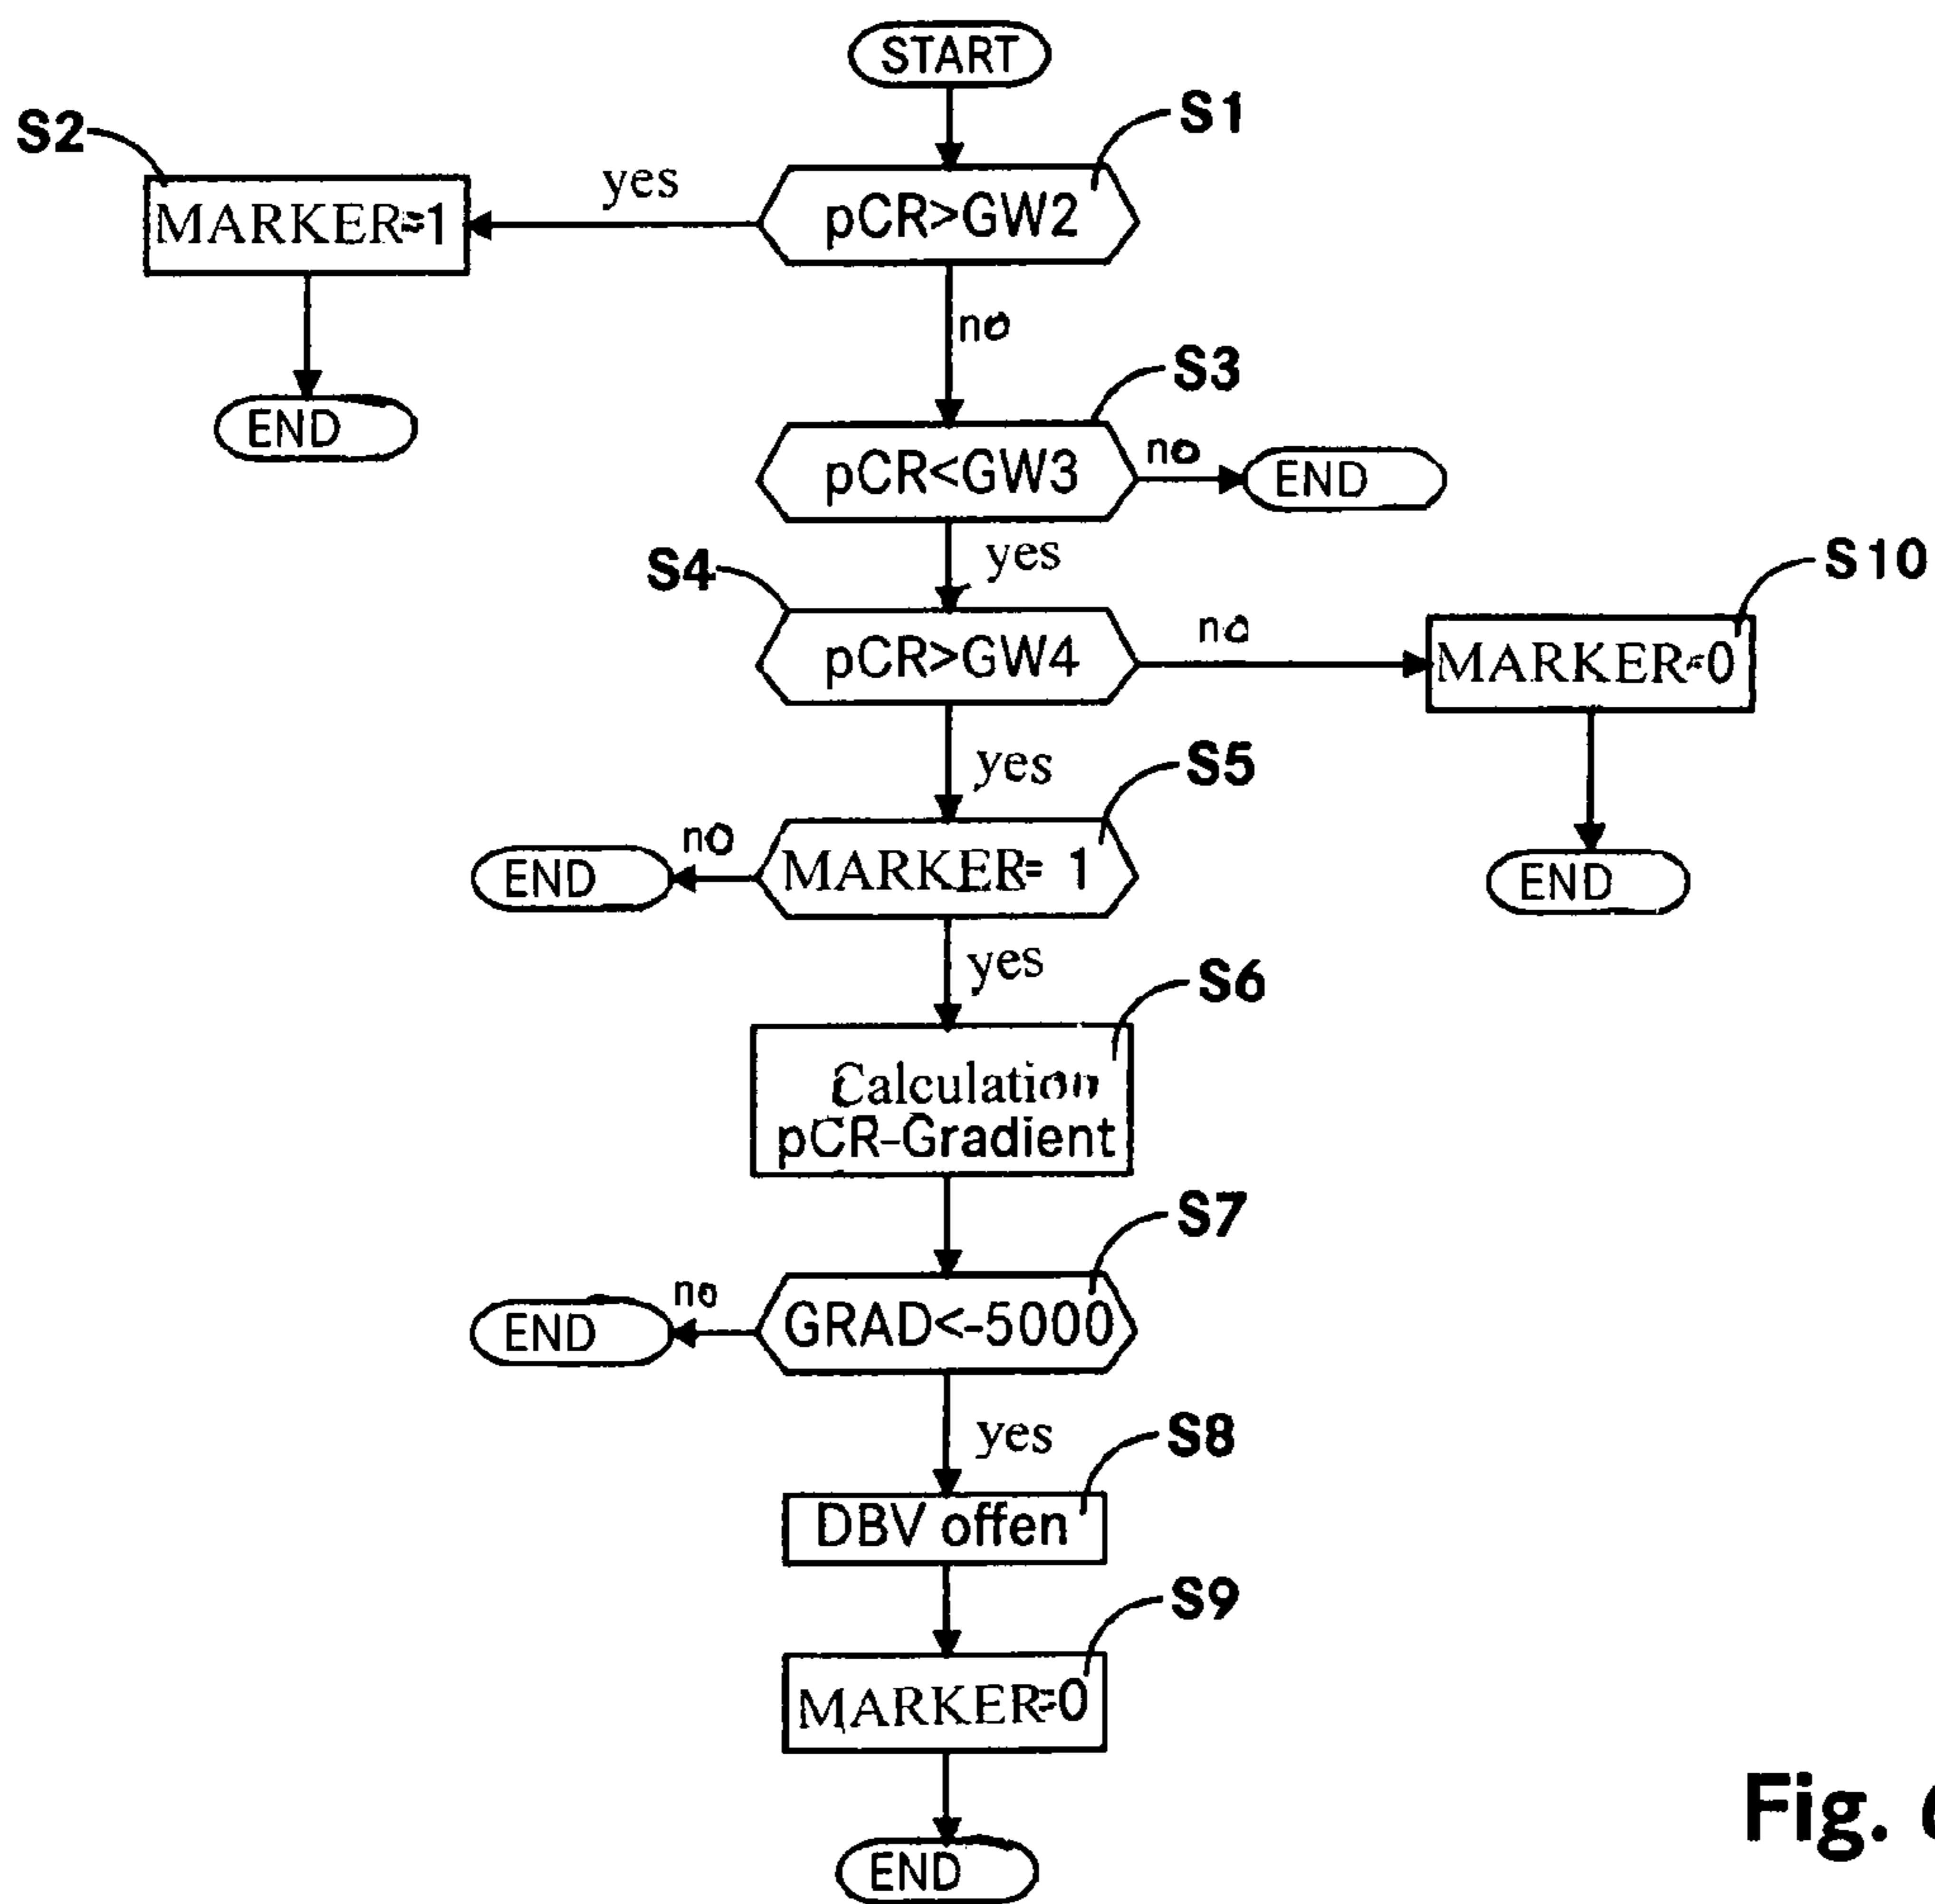 START
S1
S2
pCR>GW2
yes
MARKER=1
no
END
S3
pCR<GW3
no
END
yes
S4
S10
pCR>GW4
no
MARKER=0
yes
S5
MARKER= 1
no
END
END
yes
S6
Calculation
pCR-Gradient
S7
GRAD<-5000
no
END
yes
S8
DBV offen
S9
MARKER=0
END
Fig.